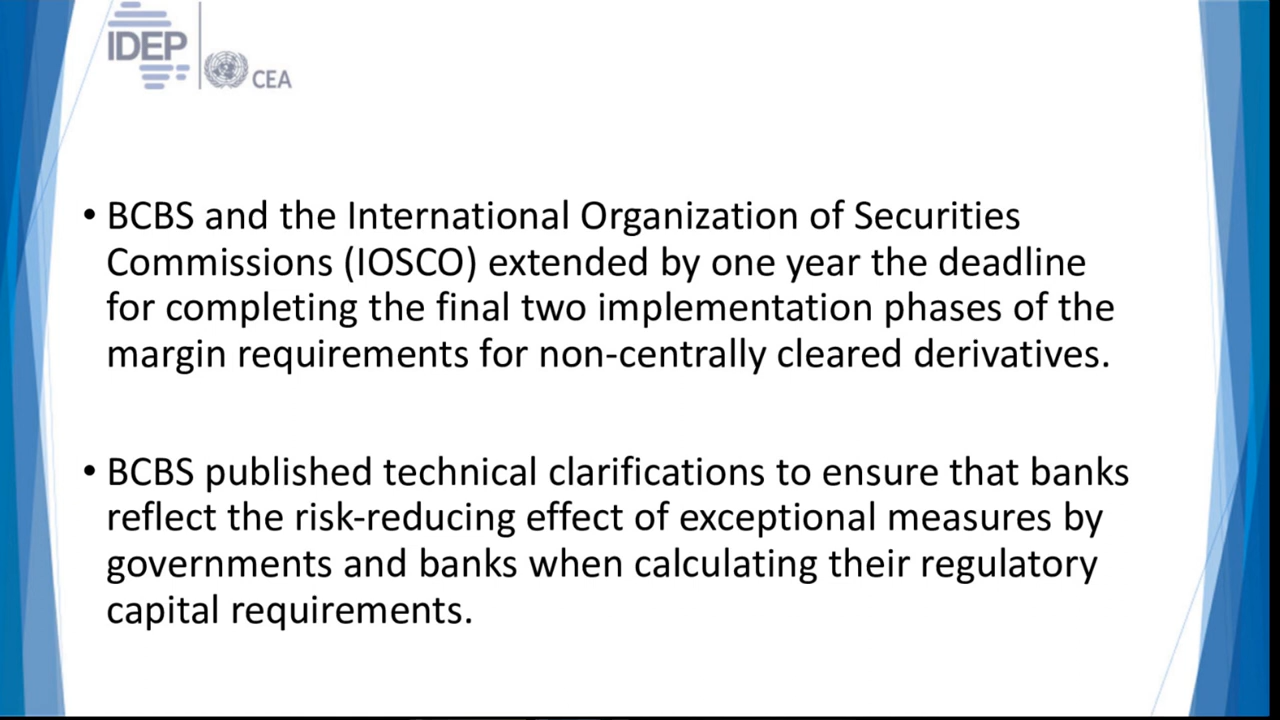 IDEP
CEA
• BCBS and the International Organization of Securities
Commissions (IOSCO) extended by one year the deadline
for completing the final two implementation phases of the
margin requirements for non-centrally cleared derivatives.
• BCBS published technical clarifications to ensure that banks
reflect the risk-reducing effect of exceptional measures by
governments and banks when calculating their regulatory
capital requirements.